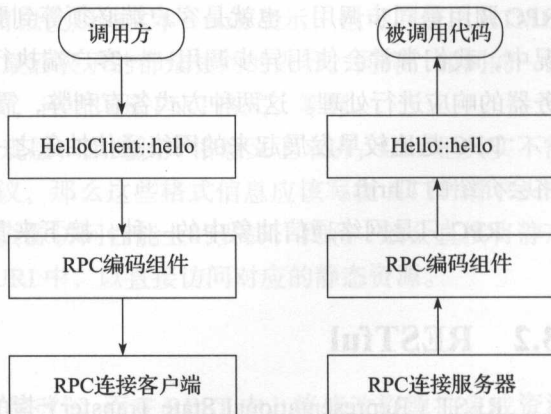 调用方
被调用代码
HelloClient::hello
Hello::hello
RPC编码组件
RPC编码组件
RPC连接客户端
RPC连接服务器